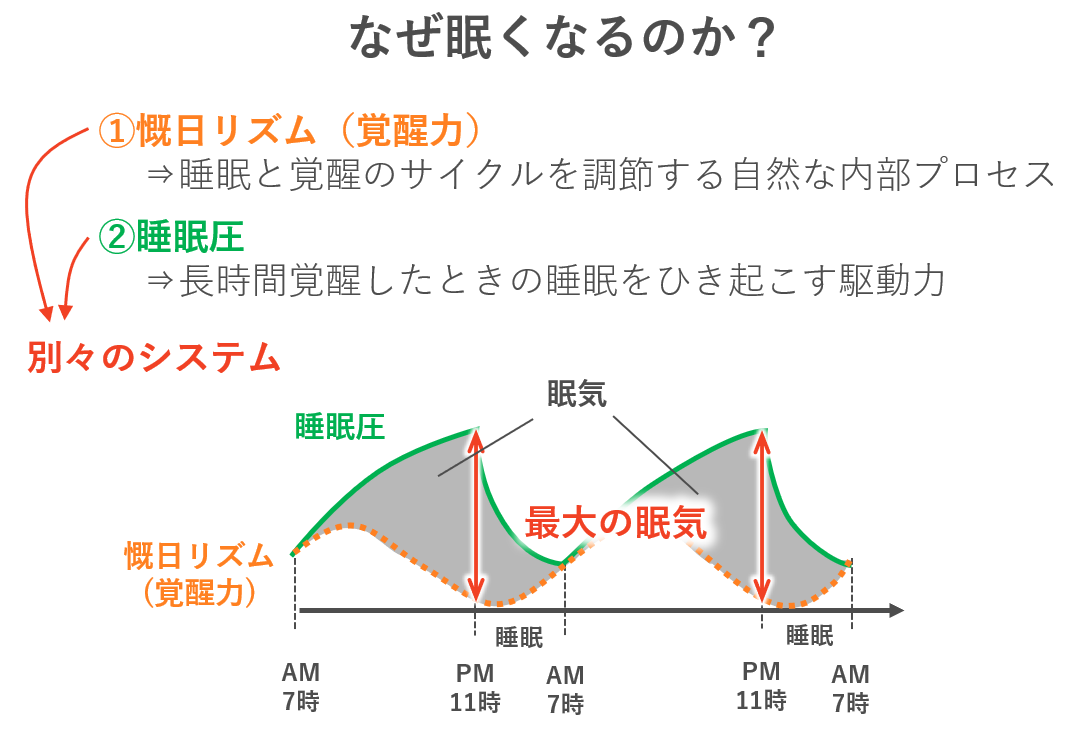 なぜ眠くなるのか？
①慨日リズム（覚醒力）
⇒睡眠と覚醒のサイクルを調節する自然な内部プロセス
②睡眠圧
⇒長時間覚醒したときの睡眠をひき起こす駆動力
別々のシステム
眠気
睡眠圧
最大の眠気
慨日リズム
（覚醒力）
睡眠
睡眠
AM
7時
PM
11時
AM
7時
PM
11時
AM
7時